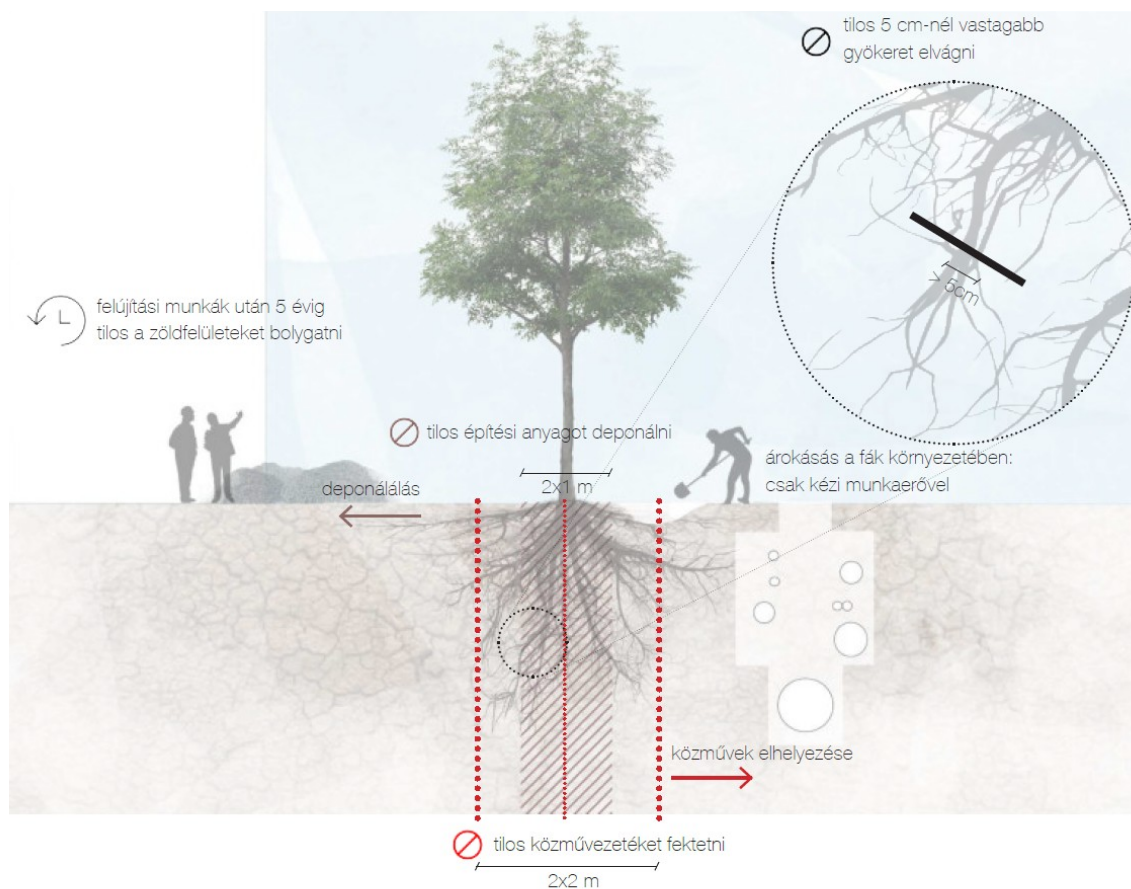 tilos 5 cm-nél vastagabb
gyökeret elvágni
> 5cm
felújítási munkák után 5 évig
tilos a zöldfelületeket bolygatni
tilos építési anyagot deponálni
2x1 m
deponálálás
árokásás a fák környezetében:
csak kézi munkaerővel
közművek elhelyezése
tilos közművezetéket fektetni
2x2 m